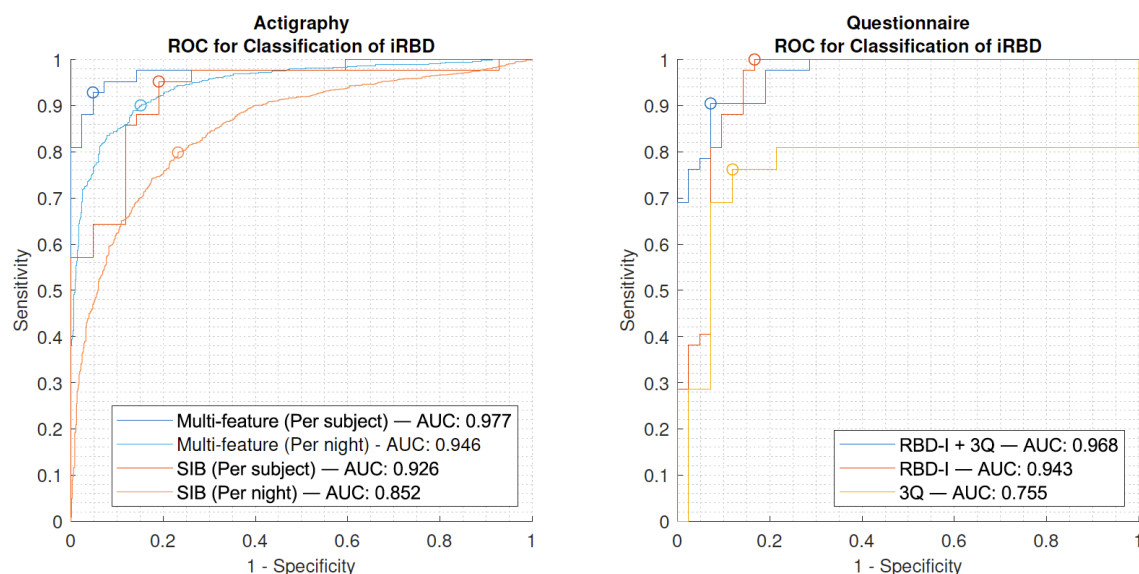 Actigraphy
ROC for Classification of iRBD
1
0.9
0.8
0.7
0.6
0.5
0.4
0.3
0.2
0.1
0
Sensitivity
Multi-feature (Per subject) — AUC: 0.977
Multi-feature (Per night) - AUC: 0.946
SIB (Per subject) — AUC: 0.926
SIB (Per night) — AUC: 0.852
0 0.2 0.4 0.6 0.8 1
1 - Specificity
Questionnaire
ROC for Classification of iRBD
1
0.9
0.8
0.7
0.6
0.5
0.4
0.3
0.2
0.1
0
Sensitivity
RBD-I + 3Q — AUC: 0.968
RBD-I — AUC: 0.943
3Q — AUC: 0.755
0 0.2 0.4 0.6 0.8 1
1 - Specificity